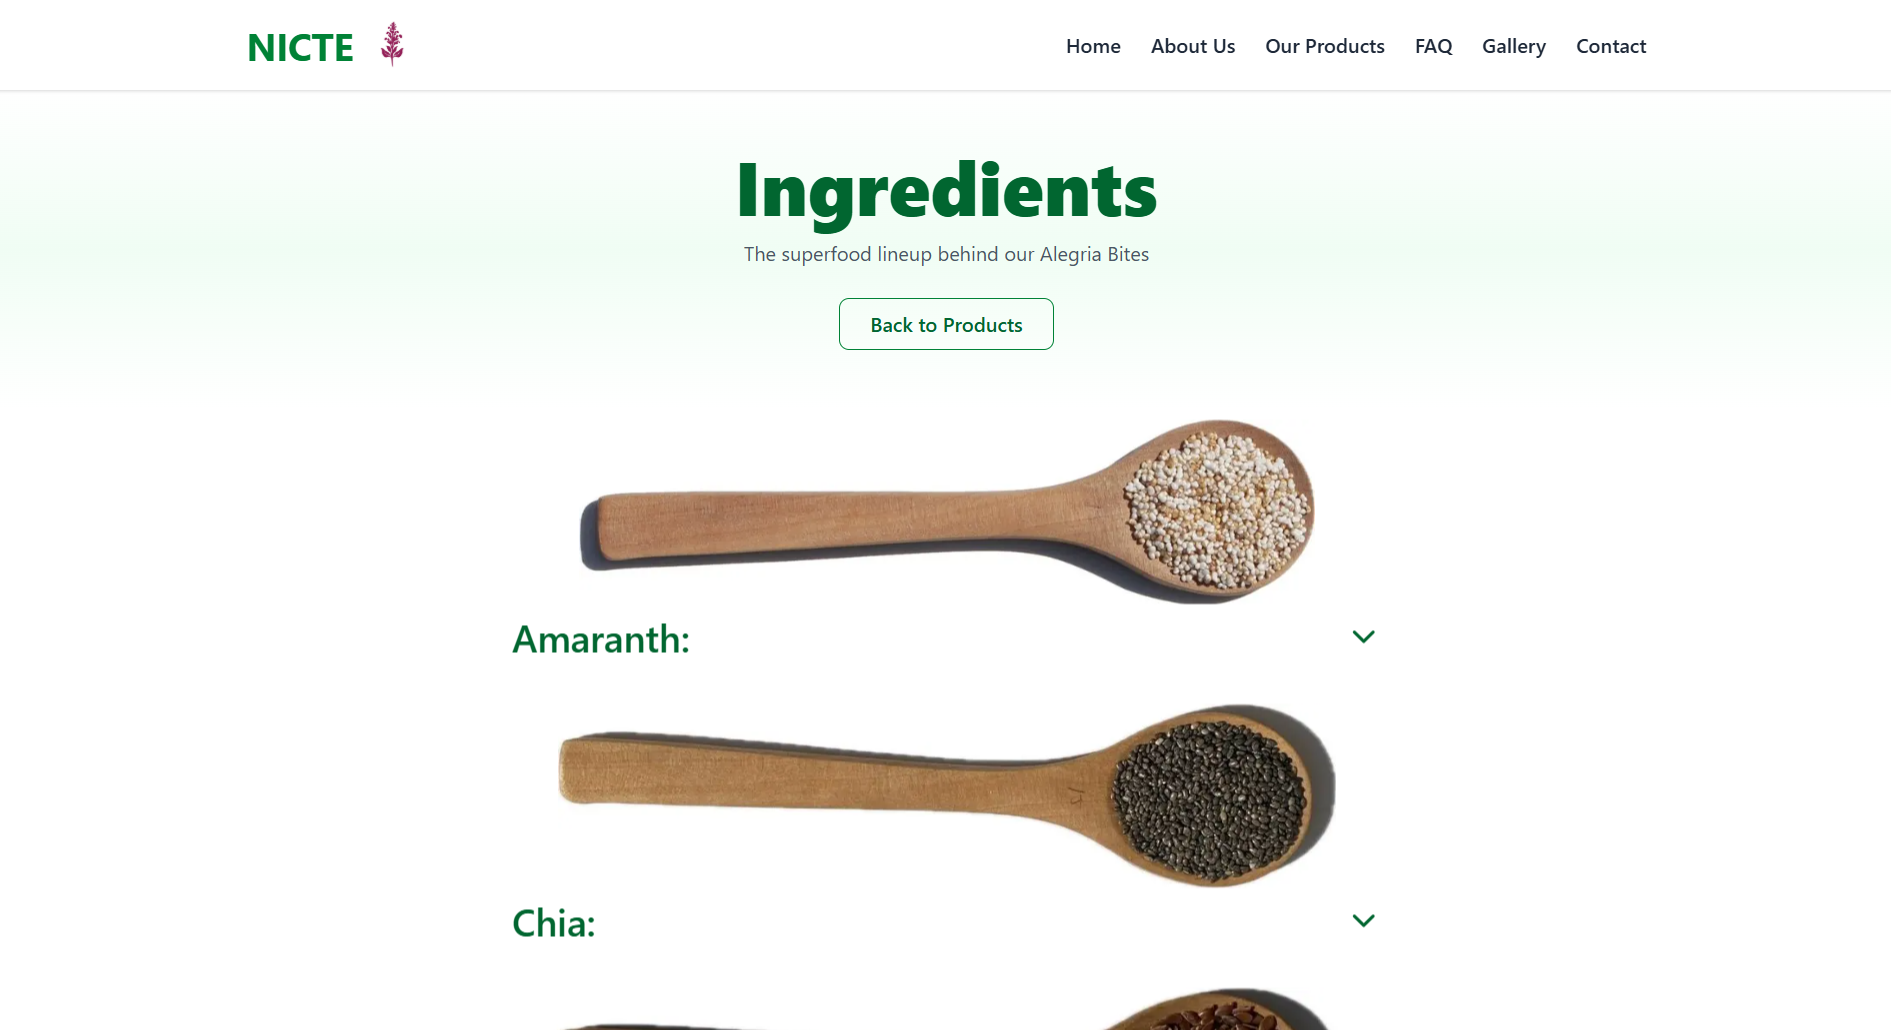 NICTE
Home About Us Our Products FAQ Gallery Contact
Ingredients
The superfood lineup behind our Alegria Bites
Back to Products
Amaranth:
Chia: